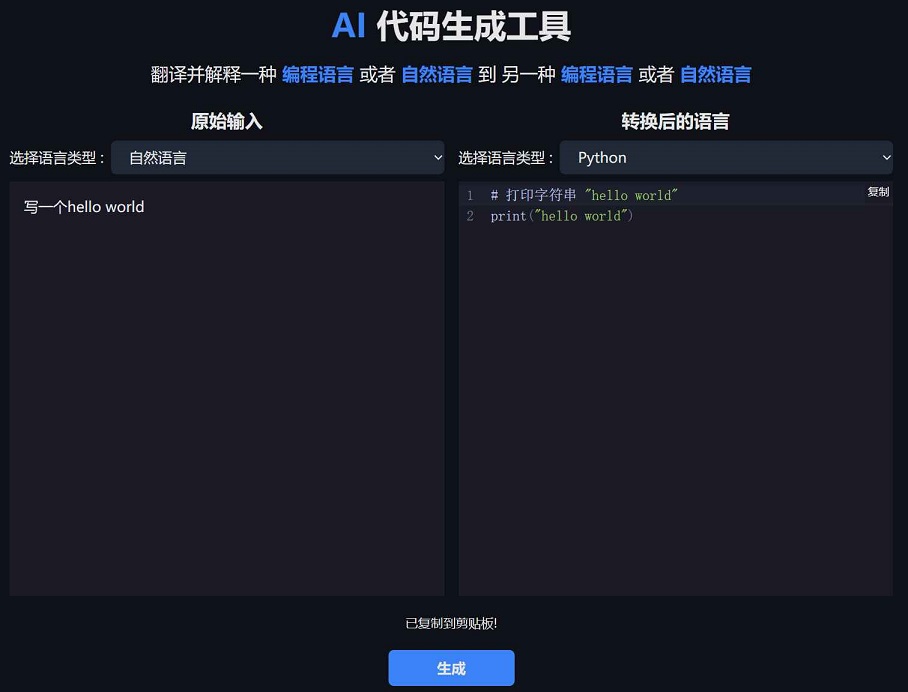 AI 代码生成工具
翻译并解释一种 编程语言 或者 自然语言 到 另一种 编程语言 或者 自然语言
原始输入
选择语言类型： 自然语言
写一个hello world
转换后的语言
选择语言类型： Python
复制
1 # 打印字符串 "hello world"
2 print("hello world")
已复制到剪贴板!
生成